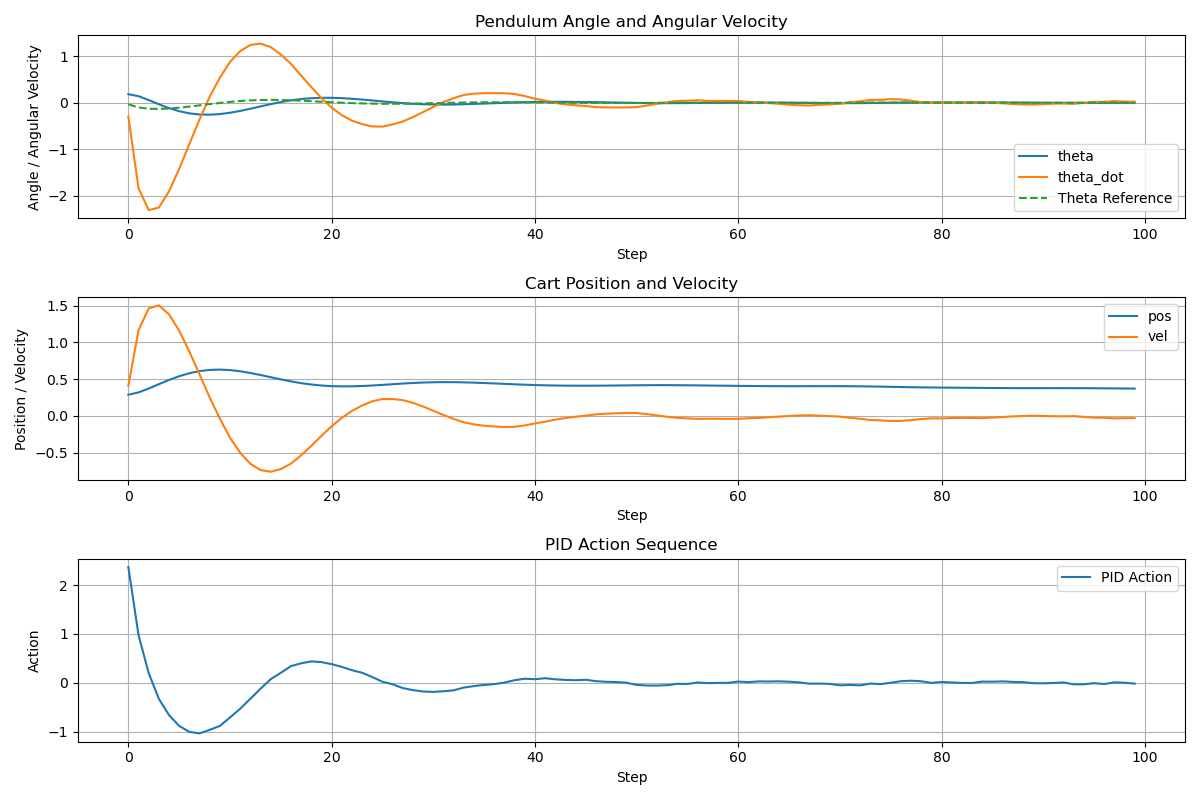 Pendulum Angle and Angular Velocity
Angle / Angular Velocity
1
0
−1
−2
theta
theta_dot
Theta Reference
0 20 40 60 80 100
Step
Cart Position and Velocity
Position / Velocity
1.5
1.0
0.5
0.0
−0.5
pos
vel
0 20 40 60 80 100
Step
PID Action Sequence
Action
2
1
0
−1
PID Action
0 20 40 60 80 100
Step